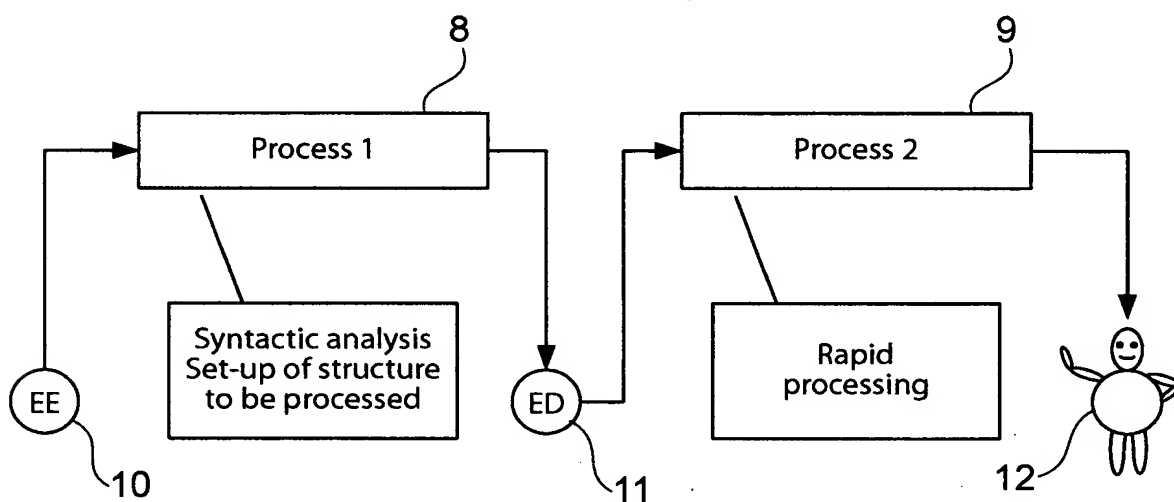 8
9
Process 1
Process 2
Syntactic analysis
Set-up of structure
to be processed
Rapid
processing
EE
ED
10
11
12